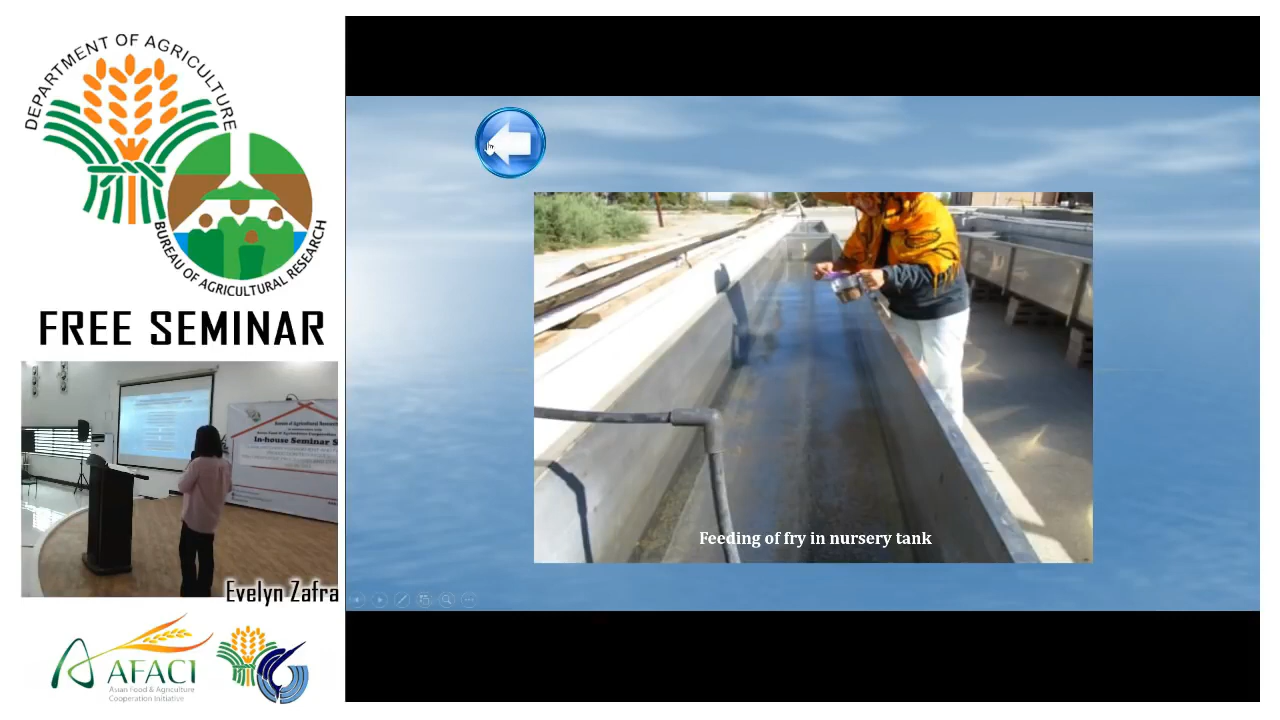 DEPARTMENT OF AGRICULTURE
BUREAU OF AGRICULTURAL RESEARCH
FREE SEMINAR
In-house Seminar
Evelyn Zafra
AFACI
Asian Food & Agriculture
Cooperation Initiative
Feeding of fry in nursery tank